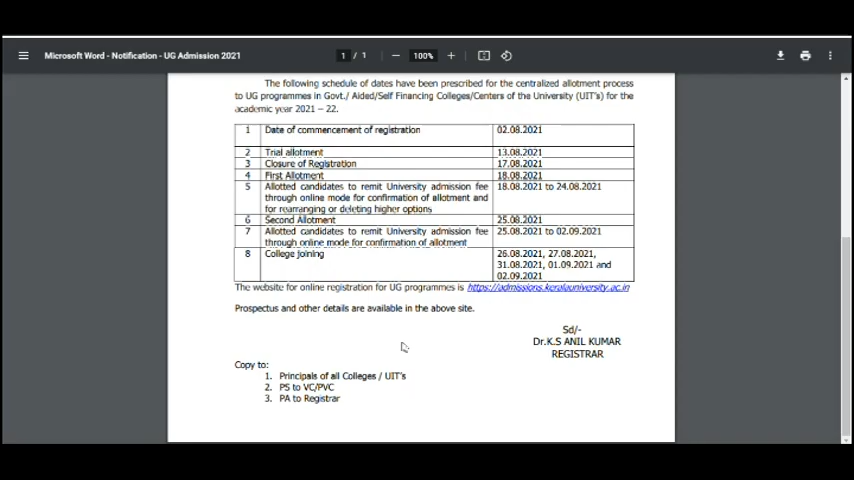 Microsoft Word - Notification - UG Admission 2021
1 / 1
100%
The following schedule of dates have been prescribed for the centralized allotment process
to UG programmes in Govt./ Aided/Self Financing Colleges/Centers of the University (UIT's) for the
academic year 2021 – 22.
1 Date of commencement of registration 02.08.2021
2 Trial allotment 13.08.2021
3 Closure of Registration 17.08.2021
4 First Allotment 18.08.2021
5 Allotted candidates to remit University admission fee 18.08.2021 to 24.08.2021
through online mode for confirmation of allotment and
for rearranging or deleting higher options
6 Second Allotment 25.08.2021
7 Allotted candidates to remit University admission fee 25.08.2021 to 02.09.2021
through online mode for confirmation of allotment
8 College joining 26.08.2021, 27.08.2021,
31.08.2021, 01.09.2021 and
02.09.2021
The website for online registration for UG programmes is https://admissions.keralauniversity.ac.in
Prospectus and other details are available in the above site.
Sd/-
Dr.K.S ANIL KUMAR
REGISTRAR
Copy to:
1. Principals of all Colleges / UIT's
2. PS to VC/PVC
3. PA to Registrar